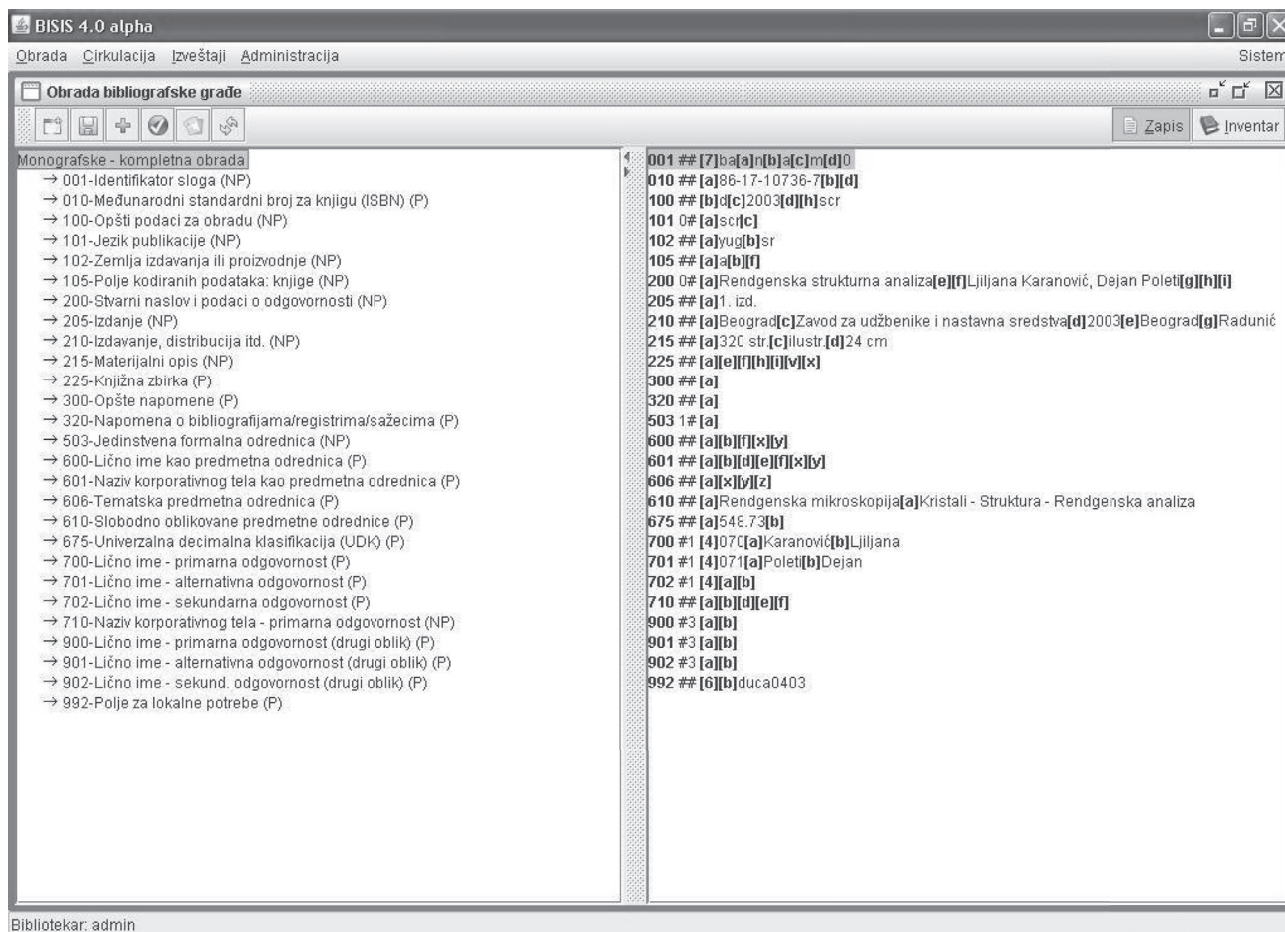 BISIS 4.0 alpha
Obrada Cirkulacija Izveštaji Administracija Sistem
Obrada bibliografske građe
Zapis Inventar
Monografske - kompletna obrada
→ 001-Identifikator sloga (NP)
→ 010-Međunarodni standardni broj za knjigu (ISBN) (P)
→ 100-Opšti podaci za obradu (NP)
→ 101-Jezik publikacije (NP)
→ 102-Zemlja izdavanja ili proizvodnje (NP)
→ 105-Polje kodiranih podataka: knjige (NP)
→ 200-Stvarni naslov i podaci o odgovornosti (NP)
→ 205-Izdanje (NP)
→ 210-Izdavanje, distribucija itd. (NP)
→ 215-Materijalni opis (NP)
→ 225-Knjižna zbirka (P)
→ 300-Opšte napomene (P)
→ 320-Napomena o bibliografijama/registrima/sažecima (P)
→ 503-Jedinstvena formalna odrednica (NP)
→ 600-Lično ime kao predmetna odrednica (P)
→ 601-Naziv korporativnog tela kao predmetna odrednica (P)
→ 606-Tematska predmetna odrednica (P)
→ 610-Slobodno oblikovane predmetne odrednice (P)
→ 675-Univerzalna decimalna klasifikacija (UDK) (P)
→ 700-Lično ime - primarna odgovornost (P)
→ 701-Lično ime - alternativna odgovornost (P)
→ 702-Lično ime - sekundarna odgovornost (P)
→ 710-Naziv korporativnog tela - primarna odgovornost (NP)
→ 900-Lično ime - primarna odgovornost (drugi oblik) (P)
→ 901-Lično ime - alternativna odgovornost (drugi oblik) (P)
→ 902-Lično ime - sekund. odgovornost (drugi oblik) (P)
→ 992-Polje za lokalne potrebe (P)
001 ## [7]ba[a]n[b]a[c]m[d]0
010 ## [a]86-17-10736-7[b][d]
100 ## [b]d[c]2003[d][h]scr
101 0# [a]scr[c]
102 ## [a]yug[b]sr
105 ## [a]a[b][f]
200 0# [a]Rendgenska strukturna analiza[e][f]Ljiljana Karanović, Dejan Poleti[g][h][i]
205 ## [a]1. izd.
210 ## [a]Beograd[c]Zavod za udžbenike i nastavna sredstva[d]2003[e]Beograd[g]Radunić
215 ## [a]320 str.[c]ilustr.[d]24 cm
225 ## [a][e][f][h][i][v][x]
300 ## [a]
320 ## [a]
503 1# [a]
600 ## [a][b][f][x][y]
601 ## [a][b][d][e][f][x][y]
606 ## [a][x][y][z]
610 ## [a]Rendgenska mikroskopija[a]Kristali - Struktura - Rendgenska analiza
675 ## [a]548.73[b]
700 #1 [4]070[a]Karanović[b]Ljiljana
701 #1 [4]071[a]Poleti[b]Dejan
702 #1 [4][a][b]
710 ## [a][b][d][e][f]
900 #3 [a][b]
901 #3 [a][b]
902 #3 [a][b]
992 ## [6][b]duca0403
Bibliotekar: admin